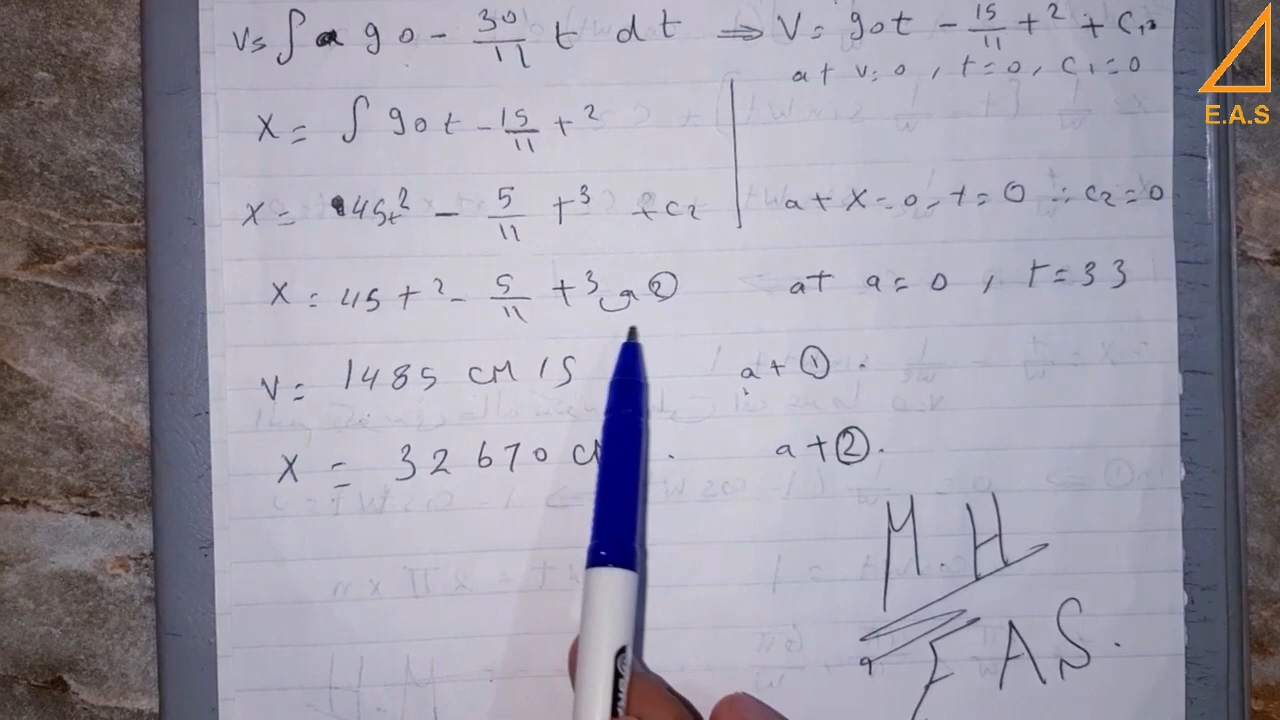 V= ∫ 90 - 30/11 t dt ⇒ V= 90t - 15/11 t² + C₁
at v=0, t=0, C₁=0
X= ∫ 90t - 15/11 t²
X= 45t² - 5/11 t³ + C₂ at X=0, t=0 ∴ C₂=0
X= 45t² - 5/11 t³ → ② at a=0, t=33
V= 1485 CM/S at ①.
X = 32670 C . at ②.
M H
EAS.
E.A.S